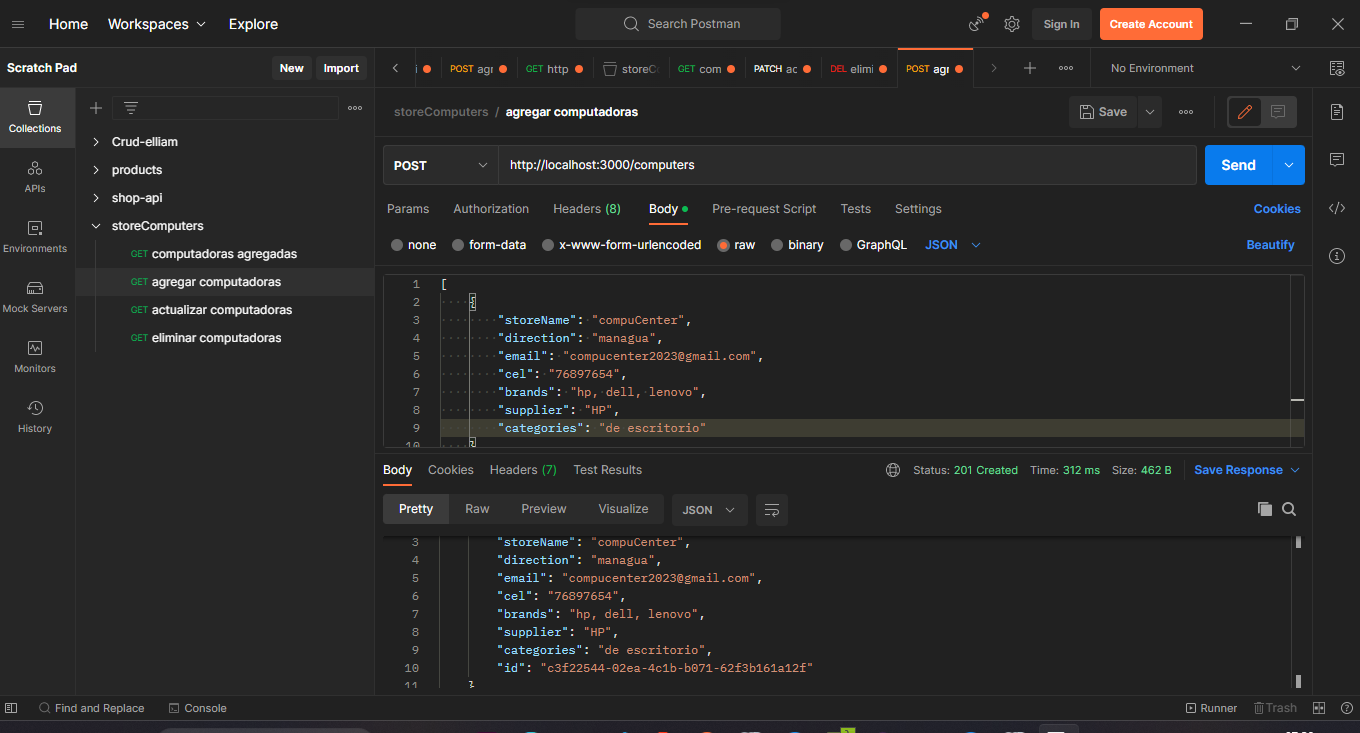 Home Workspaces Explore Search Postman Sign In Create Account
Scratch Pad New Import
POST agr GET http storeCo GET com PATCH ac DEL elimi POST agr No Environment
Collections
APIs
Environments
Mock Servers
Monitors
History
Crud-elliam
products
shop-api
storeComputers
GET computadoras agregadas
GET agregar computadoras
GET actualizar computadoras
GET eliminar computadoras
storeComputers / agregar computadoras Save
POST http://localhost:3000/computers Send
Params Authorization Headers (8) Body Pre-request Script Tests Settings Cookies
none form-data x-www-form-urlencoded raw binary GraphQL JSON Beautify
1 [
2 {
3 "storeName": "compuCenter",
4 "direction": "managua",
5 "email": "compucenter2023@gmail.com",
6 "cel": "76897654",
7 "brands": "hp, dell, lenovo",
8 "supplier": "HP",
9 "categories": "de escritorio"
10 }
Body Cookies Headers (7) Test Results Status: 201 Created Time: 312 ms Size: 462 B Save Response
Pretty Raw Preview Visualize JSON
3 "storeName": "compuCenter",
4 "direction": "managua",
5 "email": "compucenter2023@gmail.com",
6 "cel": "76897654",
7 "brands": "hp, dell, lenovo",
8 "supplier": "HP",
9 "categories": "de escritorio",
10 "id": "c3f22544-02ea-4c1b-b071-62f3b161a12f"
11 }
Find and Replace Console Runner Trash